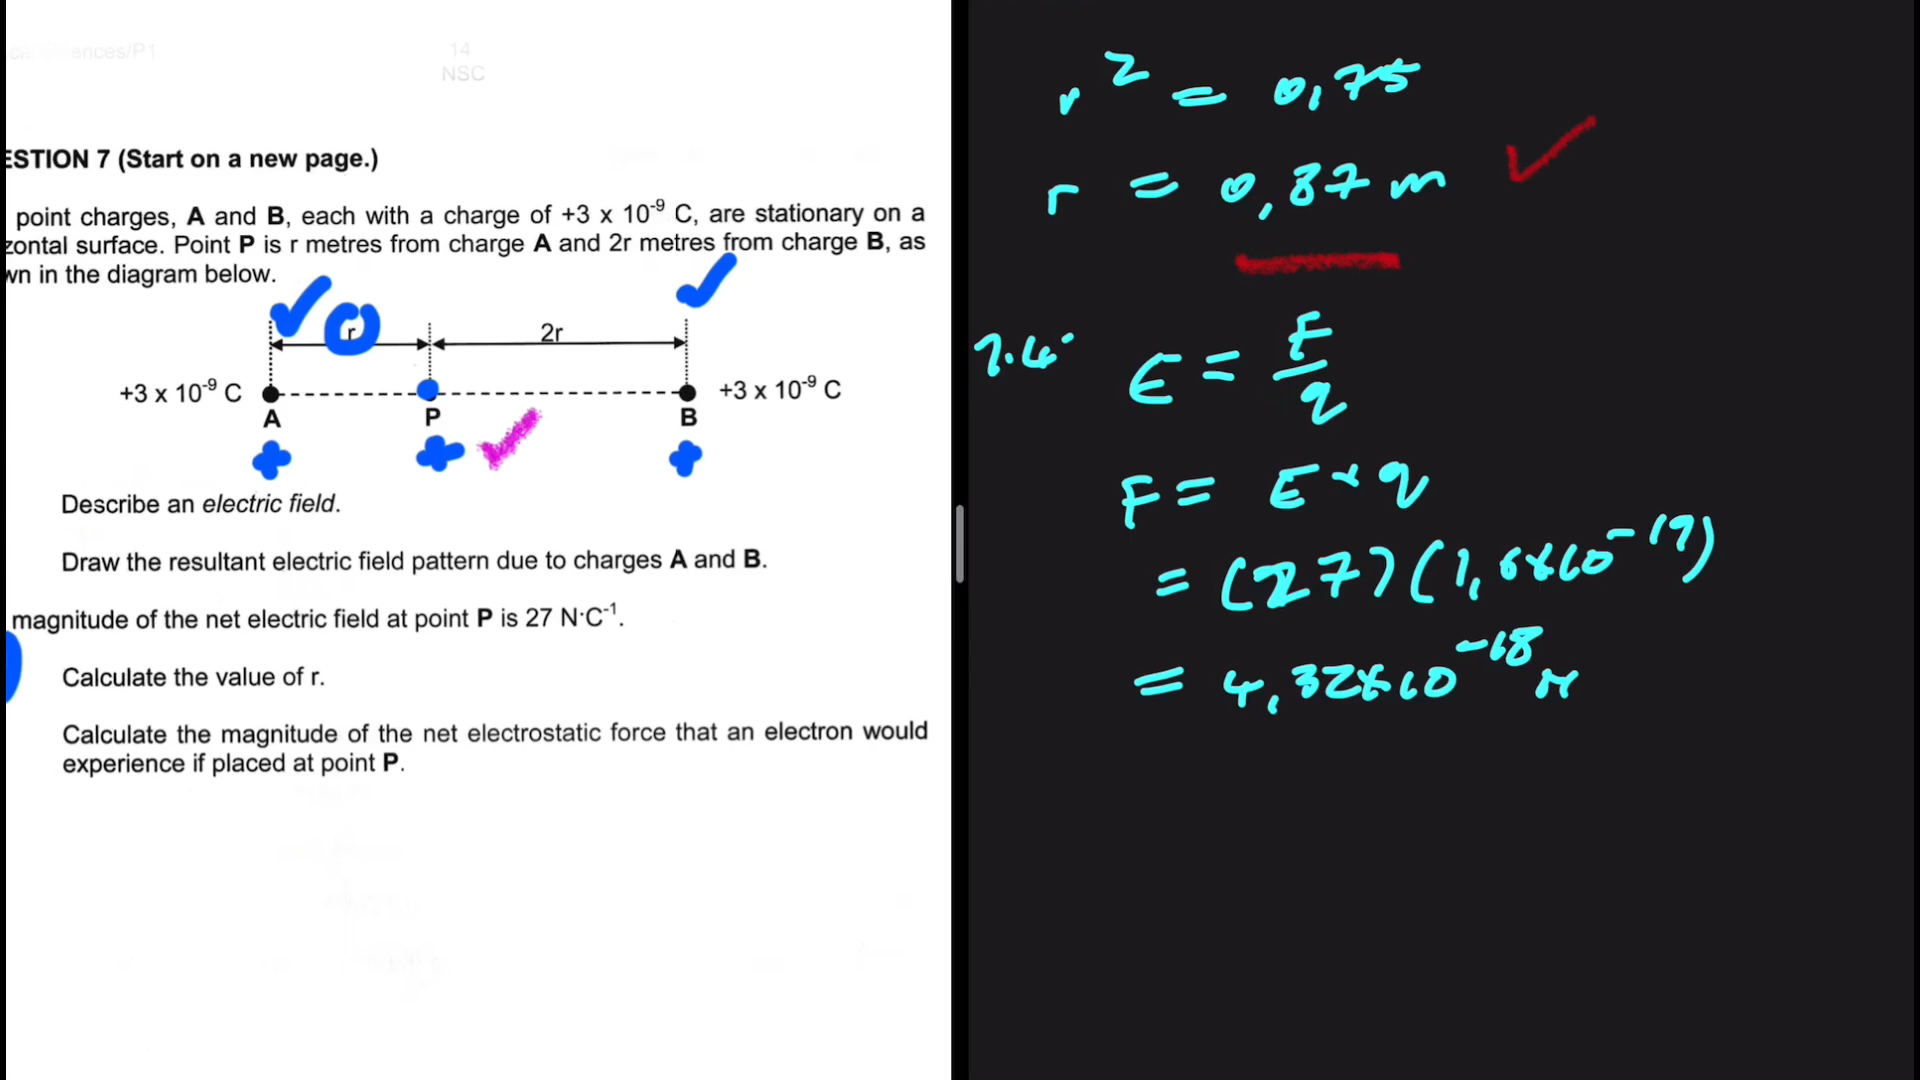 ences/P1
14
NSC
ESTION 7 (Start on a new page.)
point charges, A and B, each with a charge of +3 x 10⁻⁹ C, are stationary on a
zontal surface. Point P is r metres from charge A and 2r metres from charge B, as
wn in the diagram below.
r
2r
+3 x 10⁻⁹ C
+3 x 10⁻⁹ C
A
P
B
+ + +
Describe an electric field.
Draw the resultant electric field pattern due to charges A and B.
magnitude of the net electric field at point P is 27 N·C⁻¹.
Calculate the value of r.
Calculate the magnitude of the net electrostatic force that an electron would
experience if placed at point P.
r² = 0,75
r = 0,87 m
7.4 E = F/q
F = E × q
= (27)(1,6×10⁻¹⁹)
= 4,32×10⁻¹⁸ N